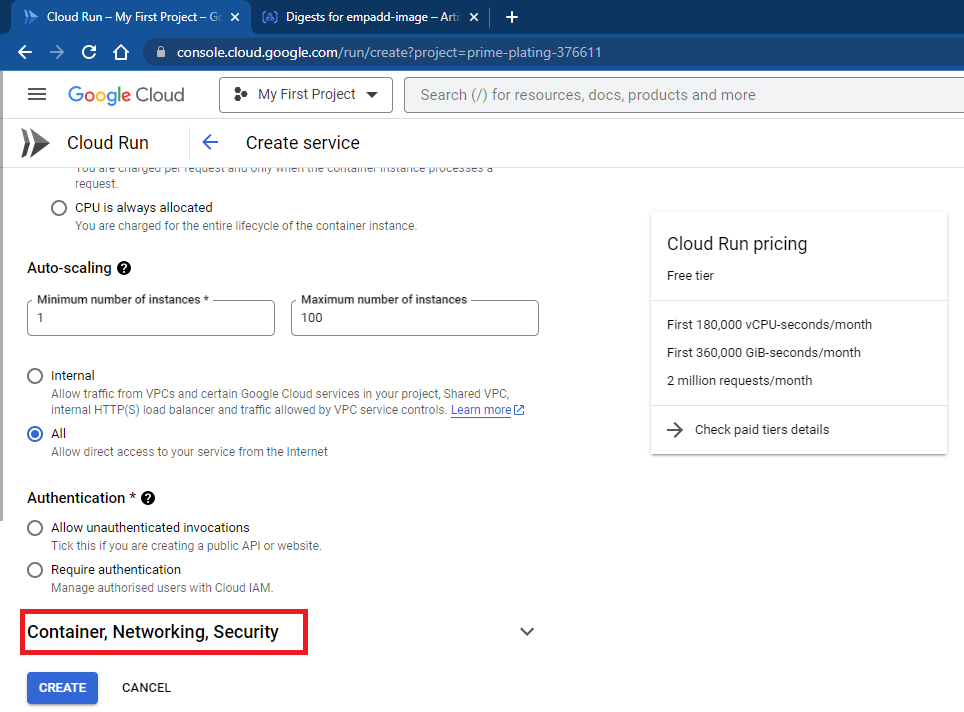 Cloud Run – My First Project – Go
Digests for empadd-image – Arti
console.cloud.google.com/run/create?project=prime-plating-376611
Google Cloud
My First Project
Search (/) for resources, docs, products and more
Cloud Run
Create service
You are charged per request and only when the container instance processes a
request.
CPU is always allocated
You are charged for the entire lifecycle of the container instance.
Auto-scaling ?
Minimum number of instances *
1
Maximum number of instances
100
Internal
Allow traffic from VPCs and certain Google Cloud services in your project, Shared VPC,
internal HTTP(S) load balancer and traffic allowed by VPC service controls. Learn more
All
Allow direct access to your service from the Internet
Authentication * ?
Allow unauthenticated invocations
Tick this if you are creating a public API or website.
Require authentication
Manage authorised users with Cloud IAM.
Container, Networking, Security
CREATE
CANCEL
Cloud Run pricing
Free tier
First 180,000 vCPU-seconds/month
First 360,000 GiB-seconds/month
2 million requests/month
Check paid tiers details